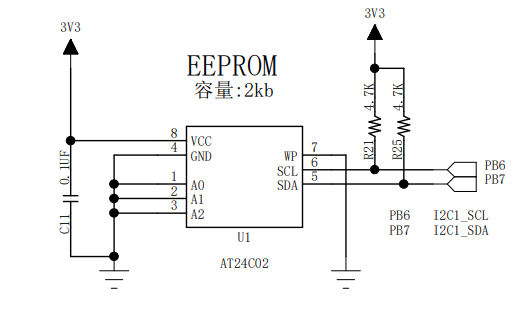 3V3
3V3
EEPROM
容量:2kb
4.7K
4.7K
R21
R25
0.1UF
C11
8 VCC
4 GND
1 A0
2 A1
3 A2
WP 7
SCL 6
SDA 5
U1
AT24C02
PB6
PB7
PB6 I2C1_SCL
PB7 I2C1_SDA